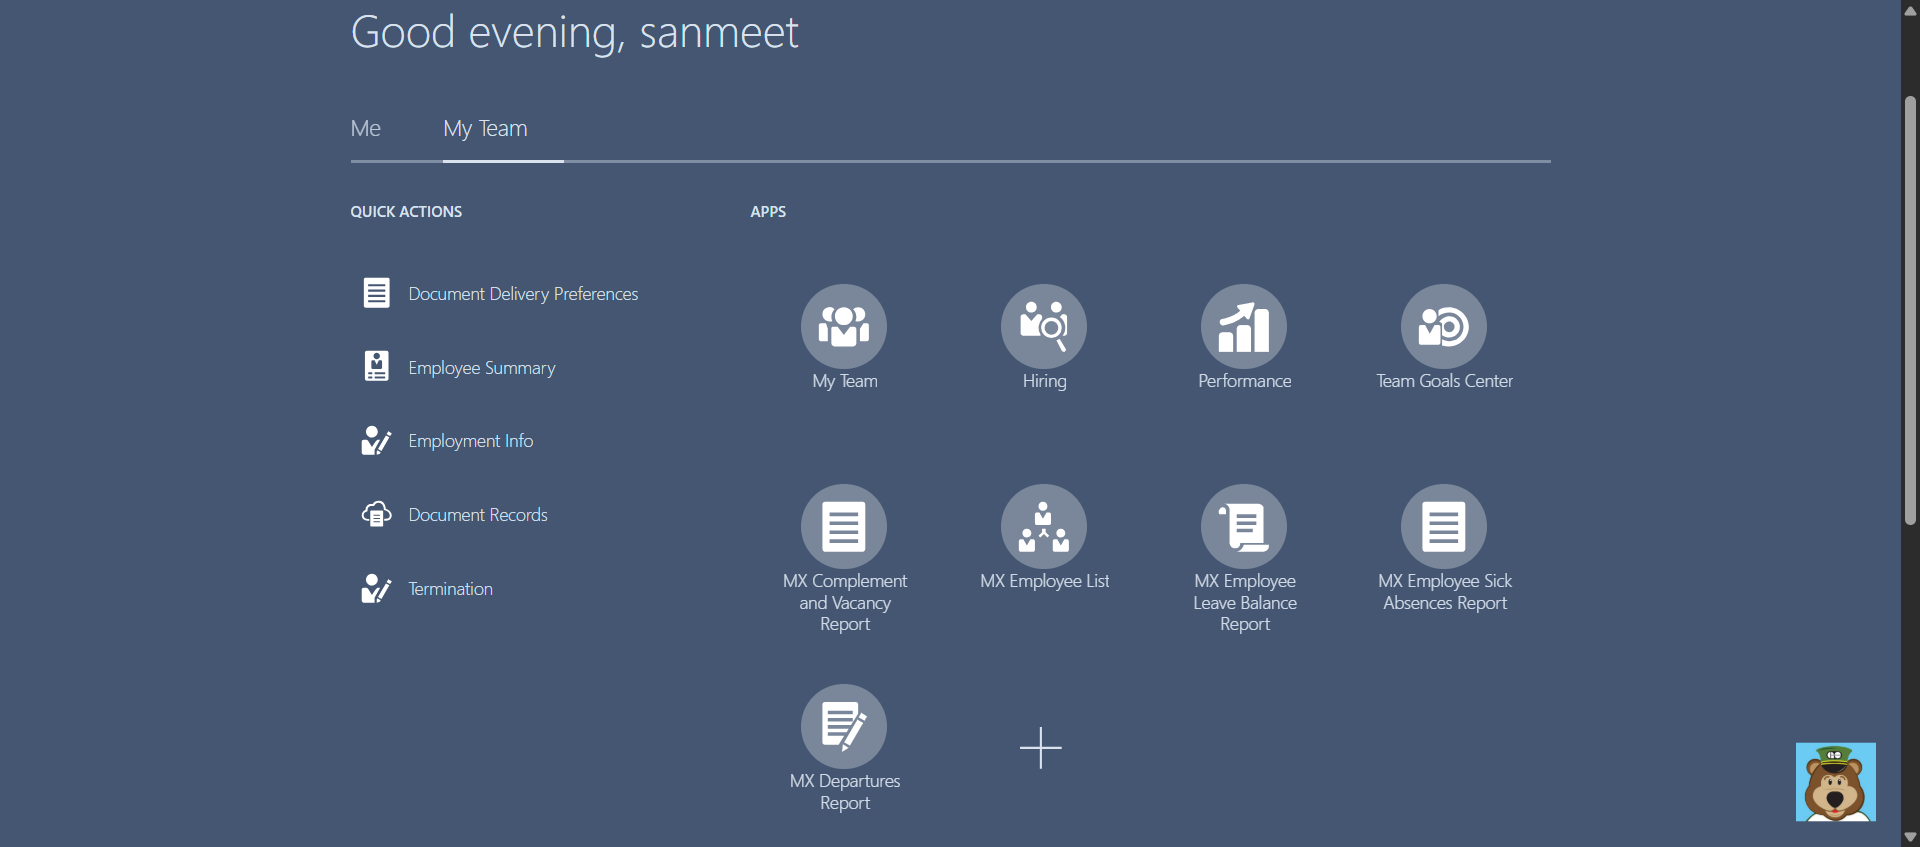 Good evening, sanmeet
Me
My Team
QUICK ACTIONS
Document Delivery Preferences
Employee Summary
Employment Info
Document Records
Termination
APPS
My Team
Hiring
Performance
Team Goals Center
MX Complement
and Vacancy
Report
MX Employee List
MX Employee
Leave Balance
Report
MX Employee Sick
Absences Report
MX Departures
Report